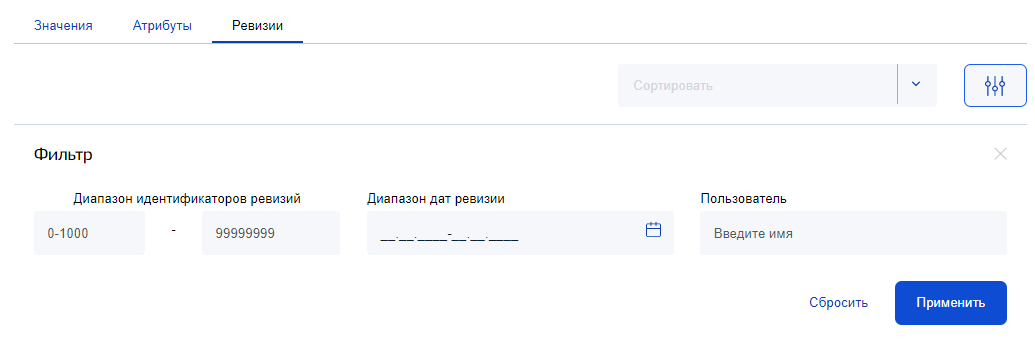 Значения Атрибуты Ревизии
Сортировать
Фильтр
Диапазон идентификаторов ревизий Диапазон дат ревизии Пользователь
0-1000 - 99999999 __.__.____-__.__.____ Введите имя
Сбросить Применить